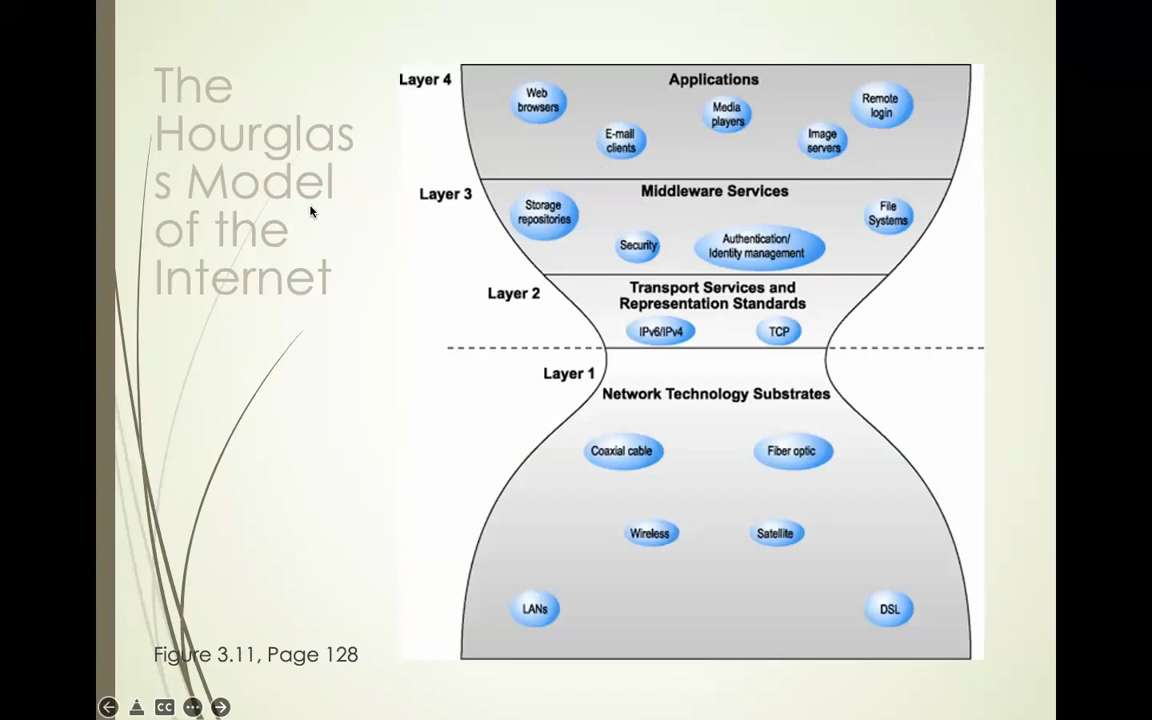 The
Hourglas
s Model
of the
Internet
Figure 3.11, Page 128
Layer 4
Applications
Web
browsers
E-mail
clients
Media
players
Image
servers
Remote
login
Layer 3
Middleware Services
Storage
repositories
Security
Authentication/
Identity management
File
Systems
Layer 2
Transport Services and
Representation Standards
IPv6/IPv4
TCP
Layer 1
Network Technology Substrates
Coaxial cable
Fiber optic
Wireless
Satellite
LANs
DSL
CC